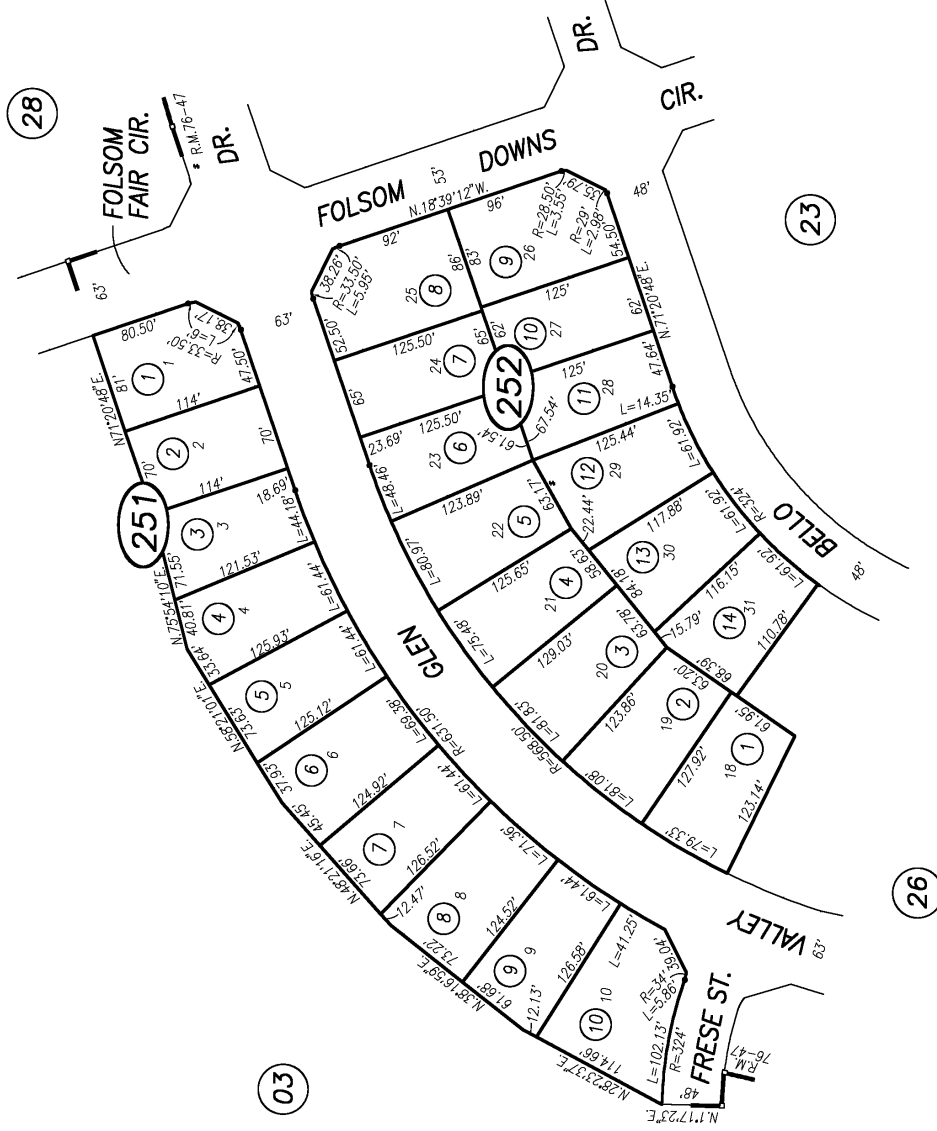 28
FOLSOM
FAIR CIR.
* R.M.76-47
DR.
DR.
CIR.
FOLSOM
DOWNS
53'
N.18°39'12"W.
23
63'
63'
48'
80.50'
38.17'
L=6'
R=33.50'
47.50'
N71°20'48"E.
81'
1
1
114'
2
2
70'
70'
114'
251
3
3
18.69'
L=44.18'
71.55'
N.75°54'10"E.
40.81'
121.53'
4
4
L=61.44'
33.64'
125.93'
N.58°21'01"E.
73.63'
5
5
L=61.44'
125.12'
37.93'
6
6
L=69.38'
R=631.50'
45.45'
124.92'
N.48°21'16"E.
73.66'
7
7
L=61.44'
126.52'
12.47'
8
8
73.22'
L=71.36'
124.52'
N.38°16'59"E.
61.68'
9
9
L=61.44'
12.13'
126.58'
10
10
L=41.25'
39.04'
R=34'
L=5.86'
114.66'
N.28°23'37"E.
L=102.13'
R=324'
FRESE ST.
48'
N.1°17'23"E.
R.M.
76-47
03
GLEN
VALLEY
63'
26
38.26'
R=33.50'
L=5.95'
92'
52.50'
25
8
86'
96'
83'
9
26
R=28.50'
L=3.55'
35.79'
R=29'
L=2.98'
54.50'
125.50'
24
7
65'
65'
62'
10
27
125'
62'
N.71°20'48"E.
252
23.69'
125.50'
23
6
61.54'
67.54'
11
28
125'
47.64'
L=14.35'
L=48.46'
123.89'
22
5
63.17'
*
12
29
125.44'
L=61.92'
L=80.97'
125.65'
21
4
58.63'
22.44'
117.88'
L=61.92'
R=324'
L=75.48'
129.03'
20
3
63.78'
84.18'
13
30
116.15'
L=61.92'
L=81.83'
R=568.50'
123.86'
19
2
63.20'
15.79'
14
31
68.39'
110.78'
L=81.08'
127.92'
18
1
61.95'
L=79.33'
123.14'
BELLO
48'